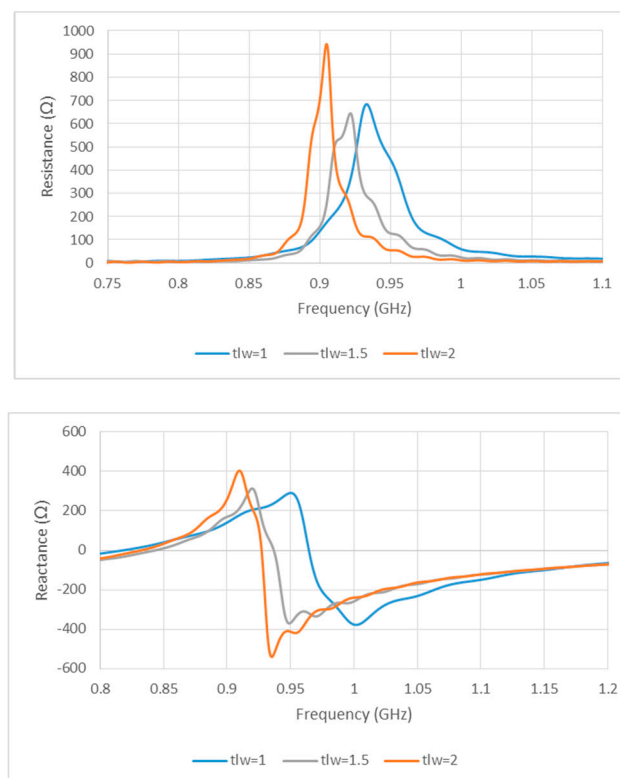 1000
900
800
700
600
500
400
300
200
100
0
Resistance (Ω)
0.75 0.8 0.85 0.9 0.95 1 1.05 1.1
Frequency (GHz)
tlw=1 tlw=1.5 tlw=2
600
400
200
0
-200
-400
-600
Reactance (Ω)
0.8 0.85 0.9 0.95 1 1.05 1.1 1.15 1.2
Frequency (GHz)
tlw=1 tlw=1.5 tlw=2